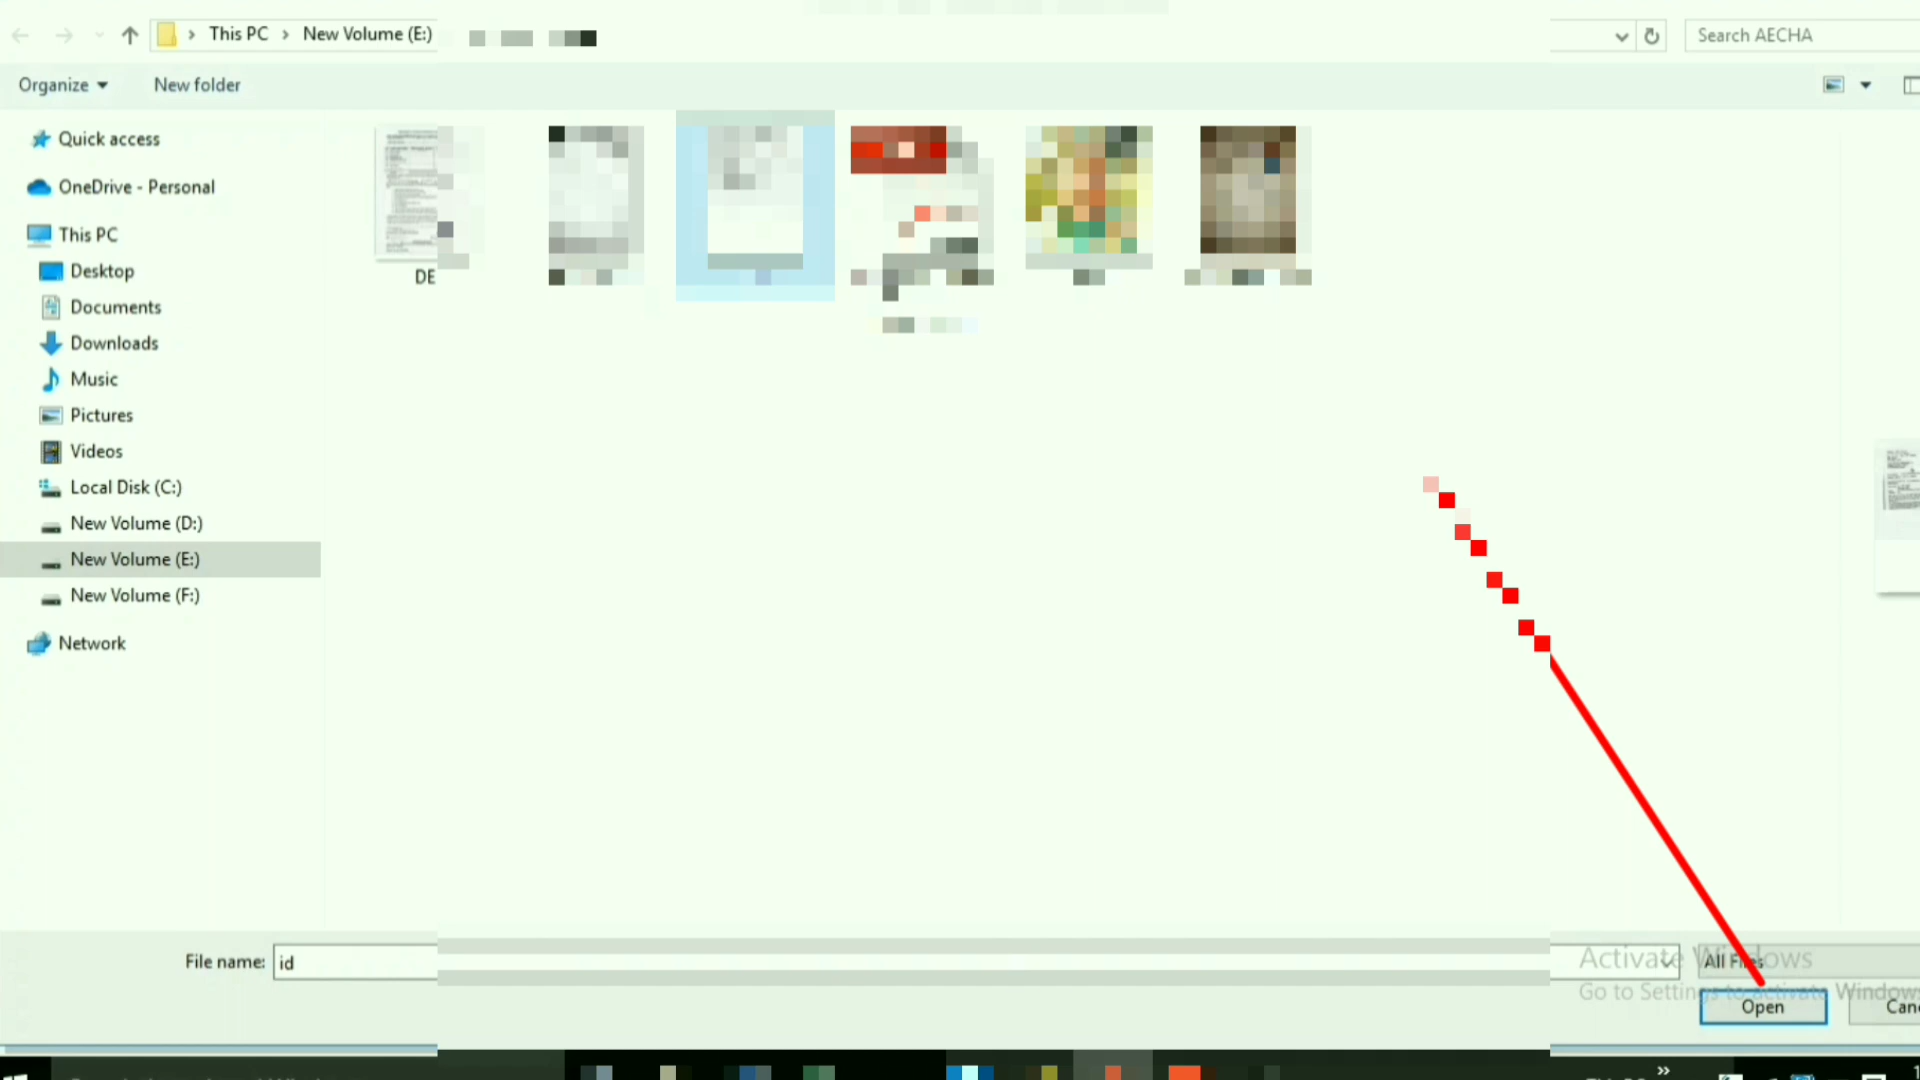 This PC > New Volume (E:)
Search AECHA
Organize
New folder
Quick access
OneDrive - Personal
This PC
Desktop
Documents
Downloads
Music
Pictures
Videos
Local Disk (C:)
New Volume (D:)
New Volume (E:)
New Volume (F:)
Network
DE
File name: id
All Files
Activate Windows
Go to Settings to activate Windows
Open